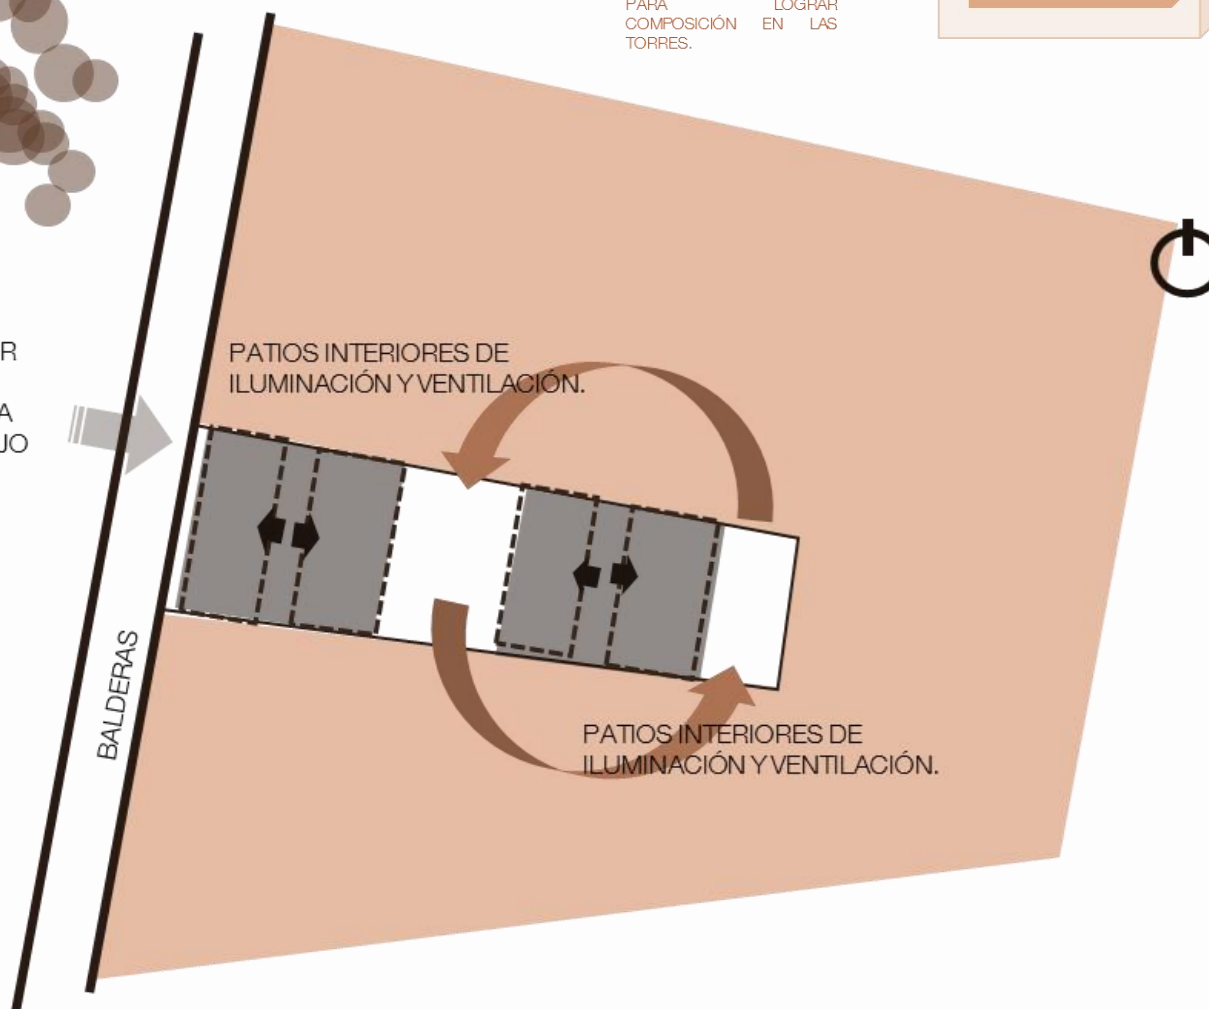 PARA LOGRAR
COMPOSICIÓN EN LAS
TORRES.
R
A
JO
PATIOS INTERIORES DE
ILUMINACIÓN Y VENTILACIÓN.
BALDERAS
PATIOS INTERIORES DE
ILUMINACIÓN Y VENTILACIÓN.